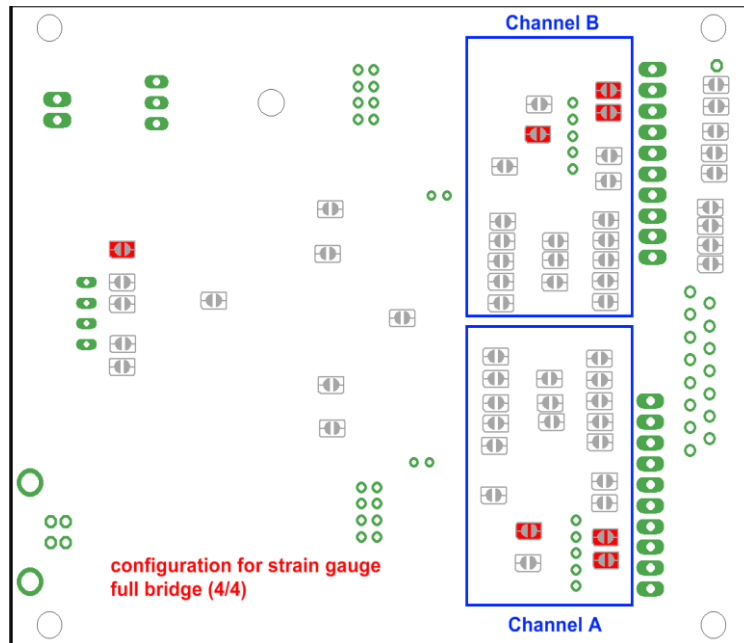 Channel B
configuration for strain gauge
full bridge (4/4)
Channel A